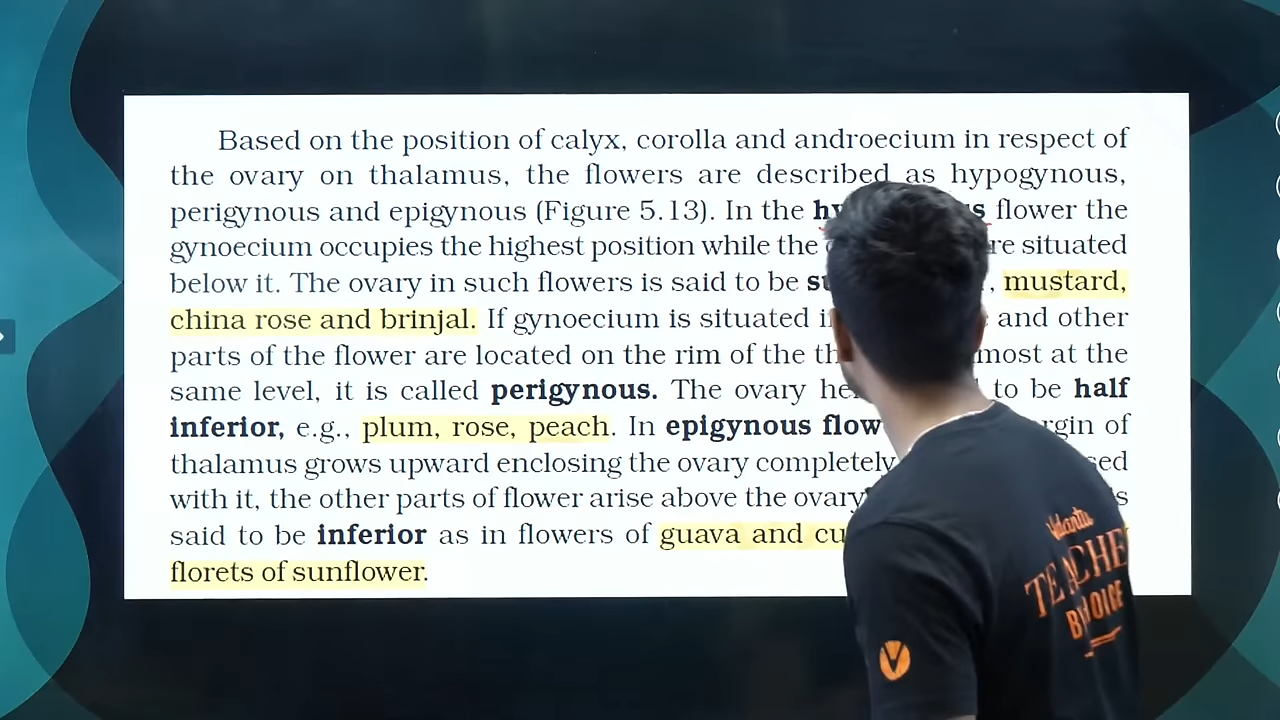 Based on the position of calyx, corolla and androecium in respect of
the ovary on thalamus, the flowers are described as hypogynous,
perigynous and epigynous (Figure 5.13). In the flower the
gynoecium occupies the highest position while the situated
below it. The ovary in such flowers is said to be , mustard,
china rose and brinjal. If gynoecium is situated and other
parts of the flower are located on the rim of the at the
same level, it is called perigynous. The ovary to be half
inferior, e.g., plum, rose, peach. In epigynous of
thalamus grows upward enclosing the ovary completely
with it, the other parts of flower arise above the
said to be inferior as in flowers of guava and
florets of sunflower.
Vedantu
BY